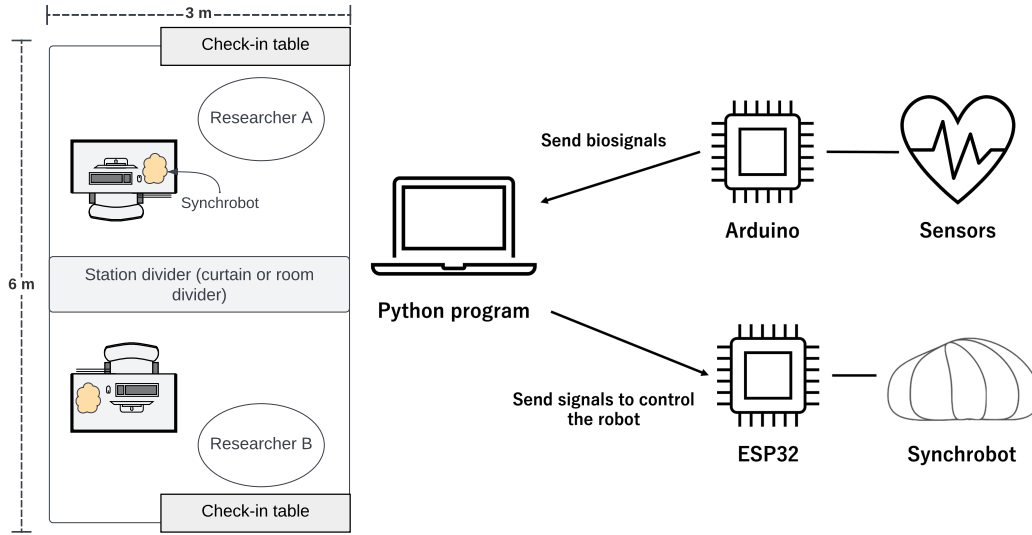 3 m
Check-in table
Researcher A
Synchrobot
6 m
Station divider (curtain or room
divider)
Researcher B
Check-in table
Send biosignals
Arduino
Sensors
Python program
Send signals to control
the robot
ESP32
Synchrobot